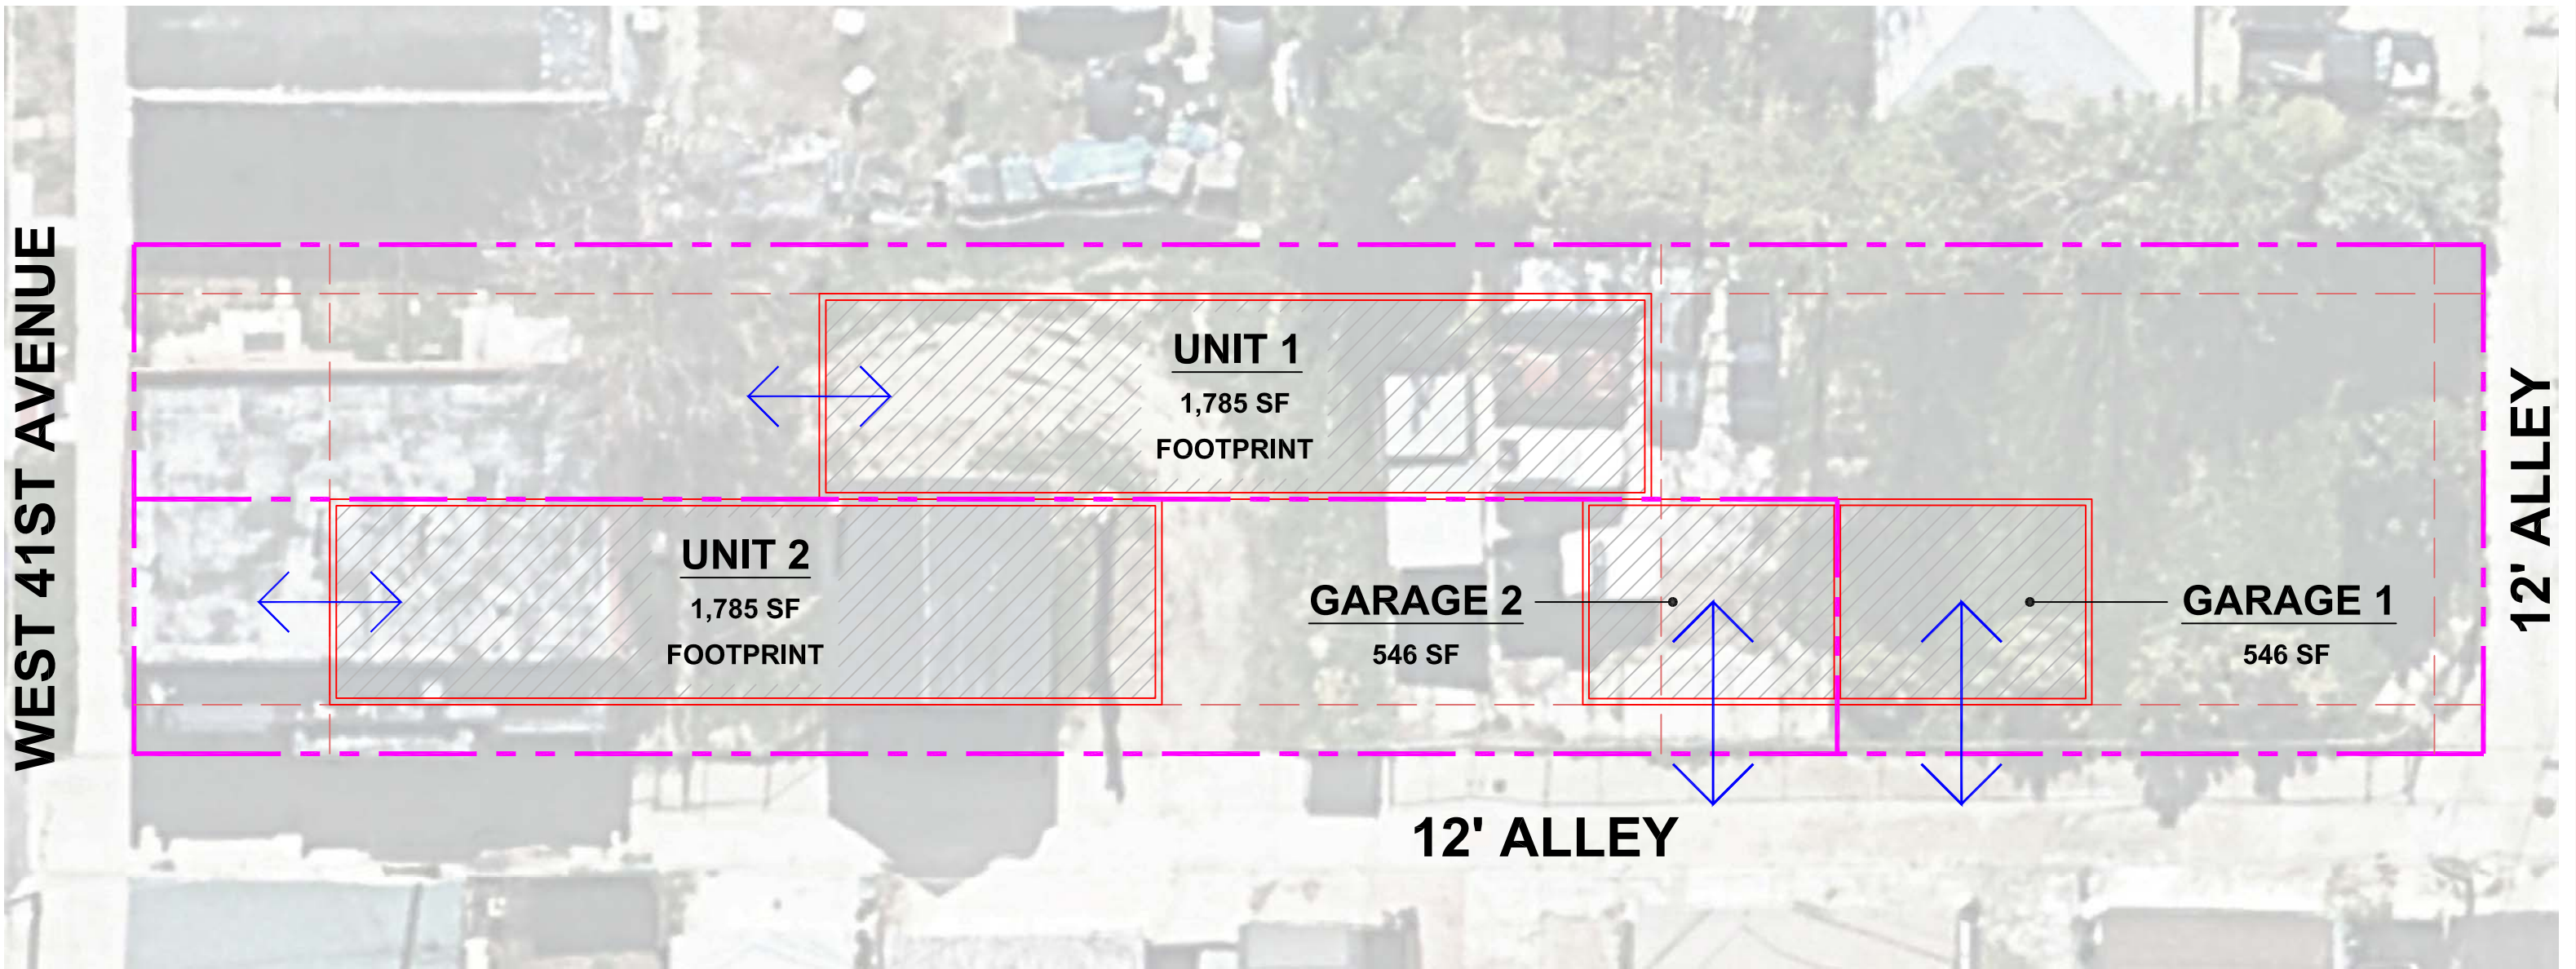 WEST 41ST AVENUE
UNIT 1
1,785 SF
FOOTPRINT
UNIT 2
1,785 SF
FOOTPRINT
GARAGE 2
546 SF
GARAGE 1
546 SF
12' ALLEY
12' ALLEY